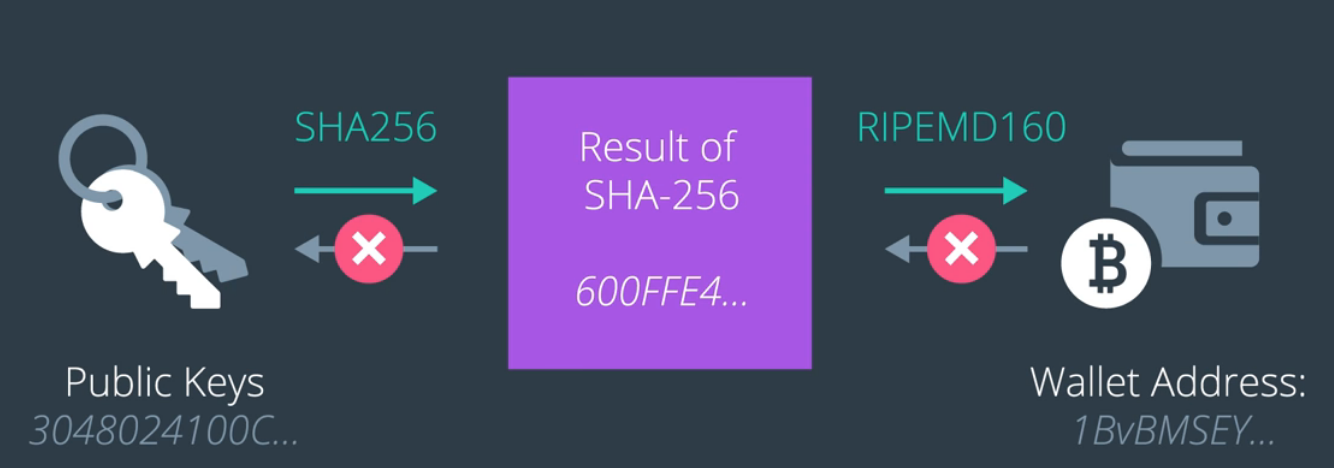 SHA256
RIPEMD160
Result of
SHA-256
600FFE4...
Public Keys
3048024100C...
Wallet Address:
1BvBMSEY...